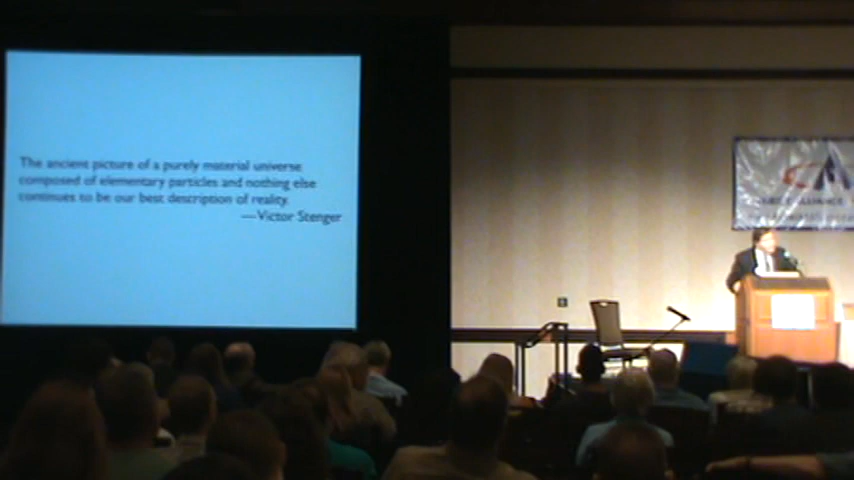 The ancient picture of a purely material universe
composed of elementary particles and nothing else
continues to be our best description of reality.
—Victor Stenger
ALLIANCE